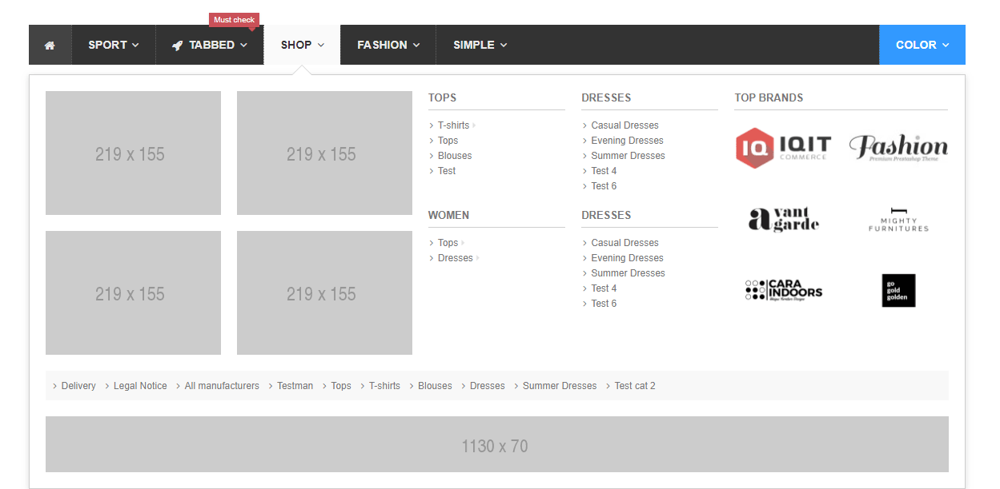 Must check
SPORT
TABBED
SHOP
FASHION
SIMPLE
COLOR
219 x 155
219 x 155
219 x 155
219 x 155
TOPS
T-shirts
Tops
Blouses
Test
WOMEN
Tops
Dresses
DRESSES
Casual Dresses
Evening Dresses
Summer Dresses
Test 4
Test 6
DRESSES
Casual Dresses
Evening Dresses
Summer Dresses
Test 4
Test 6
TOP BRANDS
IQ IQIT
COMMERCE
Fashion
Premium Prestashop Theme
avant
garde
MIGHTY
FURNITURES
CARA
INDOORS
go
gold
golden
Delivery Legal Notice All manufacturers Testman Tops T-shirts Blouses Dresses Summer Dresses Test cat 2
1130 x 70